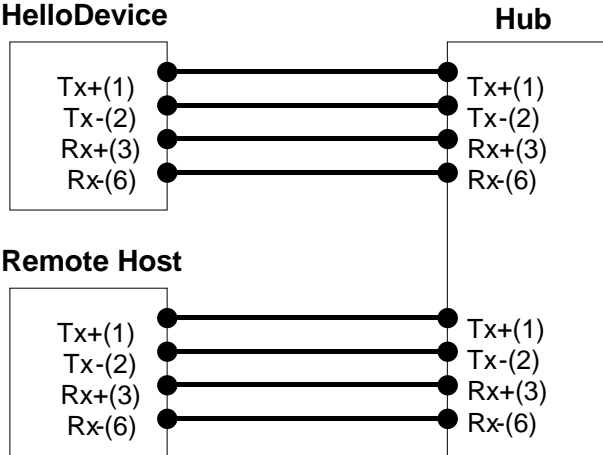 HelloDevice
Hub
Tx+(1)
Tx-(2)
Rx+(3)
Rx-(6)
Tx+(1)
Tx-(2)
Rx+(3)
Rx-(6)
Remote Host
Tx+(1)
Tx-(2)
Rx+(3)
Rx-(6)
Tx+(1)
Tx-(2)
Rx+(3)
Rx-(6)